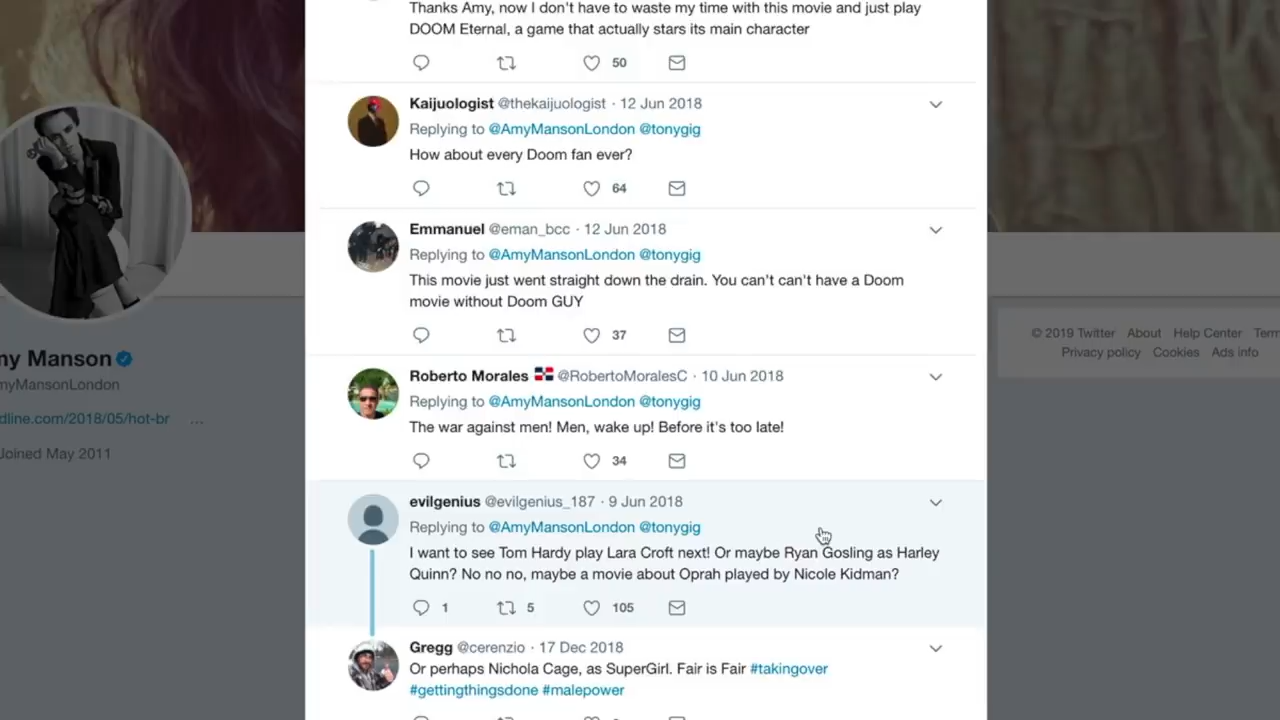 Thanks Amy, now I don't have to waste my time with this movie and just play
DOOM Eternal, a game that actually stars its main character
50
Kaijuologist @thekaijuologist · 12 Jun 2018
Replying to @AmyMansonLondon @tonygig
How about every Doom fan ever?
64
Emmanuel @eman_bcc · 12 Jun 2018
Replying to @AmyMansonLondon @tonygig
This movie just went straight down the drain. You can't can't have a Doom
movie without Doom GUY
37
Roberto Morales @RobertoMoralesC · 10 Jun 2018
Replying to @AmyMansonLondon @tonygig
The war against men! Men, wake up! Before it's too late!
34
evilgenius @evilgenius_187 · 9 Jun 2018
Replying to @AmyMansonLondon @tonygig
I want to see Tom Hardy play Lara Croft next! Or maybe Ryan Gosling as Harley
Quinn? No no no, maybe a movie about Oprah played by Nicole Kidman?
1 5 105
Gregg @cerenzio · 17 Dec 2018
Or perhaps Nichola Cage, as SuperGirl. Fair is Fair #takingover
#gettingthingsdone #malepower
my Manson
myMansonLondon
dline.com/2018/05/hot-br ...
Joined May 2011
© 2019 Twitter About Help Center Term
Privacy policy Cookies Ads info